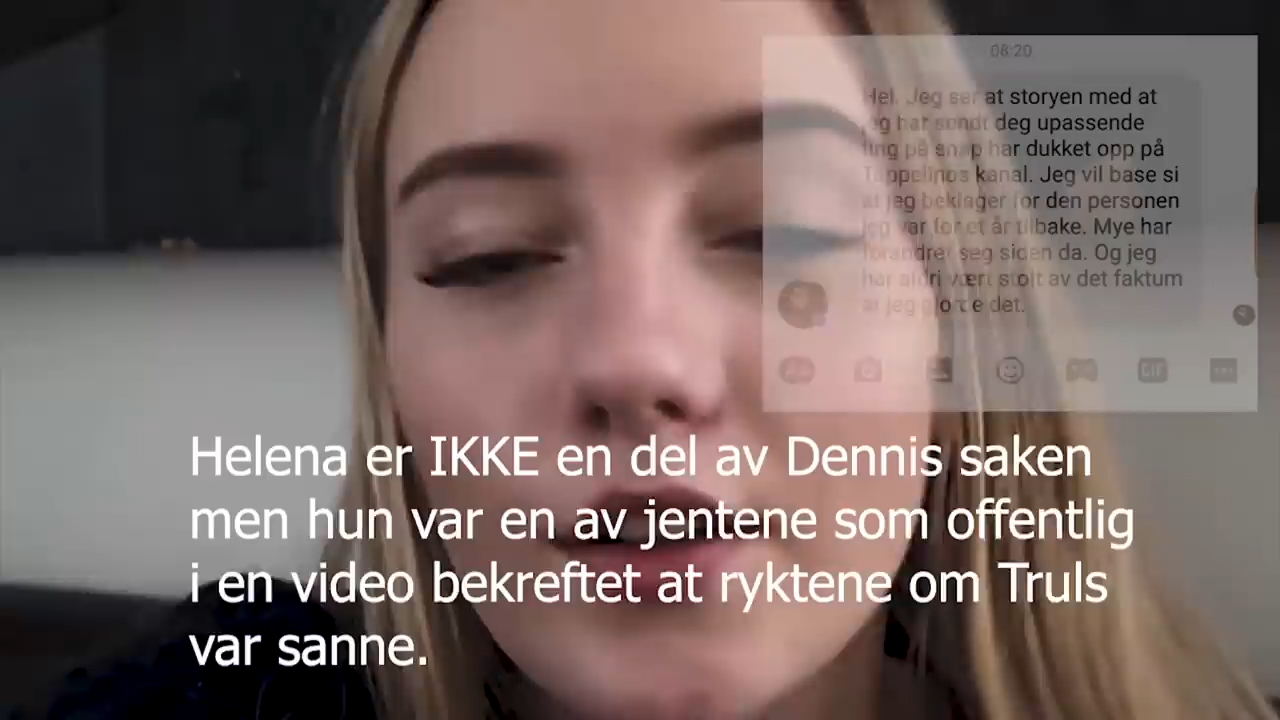 08:20
Hei. Jeg ser at storyen med at
jeg har sendt deg upassende
ting på snap har dukket opp på
Tappelinos kanal. Jeg vil base si
at jeg beklager for den personen
jeg var for et år tilbake. Mye har
forandret seg siden da. Og jeg
har aldri vært stolt av det faktum
at jeg gjorde det.
GIF
Helena er IKKE en del av Dennis saken
men hun var en av jentene som offentlig
i en video bekreftet at ryktene om Truls
var sanne.